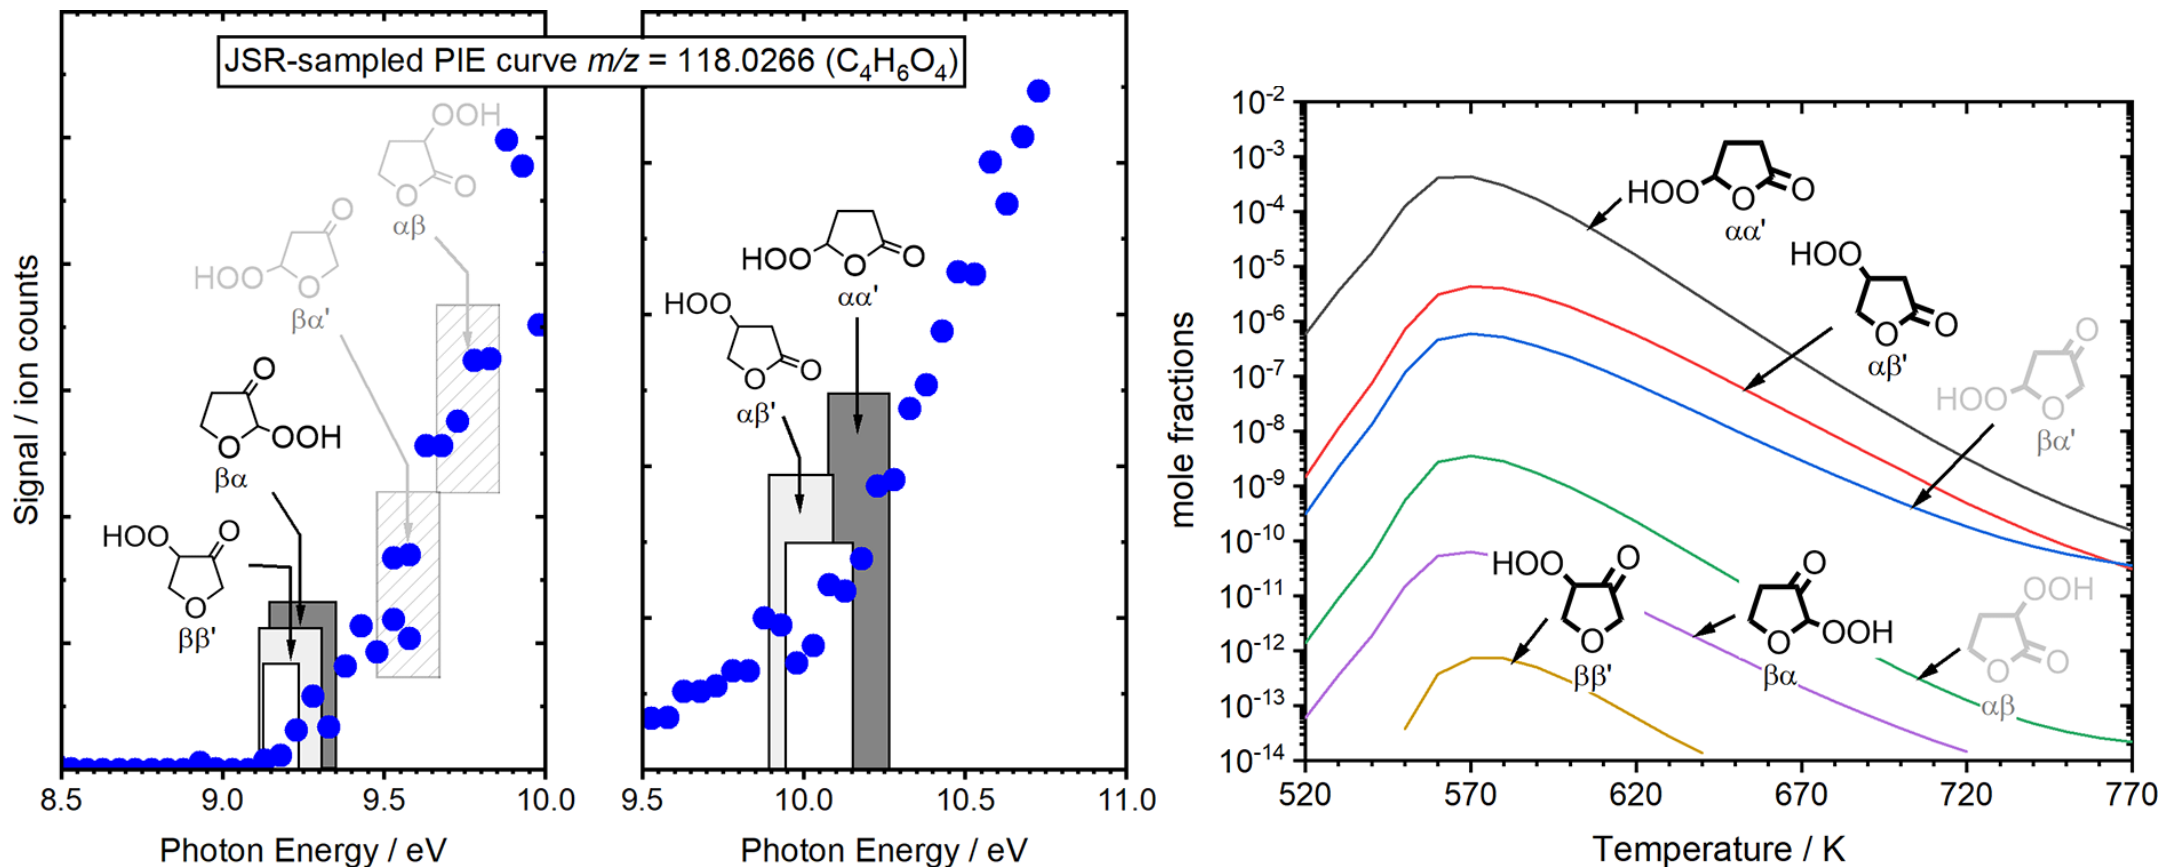 JSR-sampled PIE curve m/z = 118.0266 (C₄H₆O₄)
Signal / ion counts
OOH
O
O
αβ
O
HOO
O
βα'
O
O
OOH
βα
HOO
O
O
ββ'
8.5 9.0 9.5 10.0
Photon Energy / eV
HOO
O
O
αα'
HOO
O
O
αβ'
9.5 10.0 10.5 11.0
Photon Energy / eV
mole fractions
10⁻²
10⁻³
10⁻⁴
10⁻⁵
10⁻⁶
10⁻⁷
10⁻⁸
10⁻⁹
10⁻¹⁰
10⁻¹¹
10⁻¹²
10⁻¹³
10⁻¹⁴
HOO
O
O
αα'
HOO
O
O
αβ'
O
HOO
O
βα'
HOO
O
O
ββ'
O
O
OOH
βα
OOH
O
O
αβ
520 570 620 670 720 770
Temperature / K